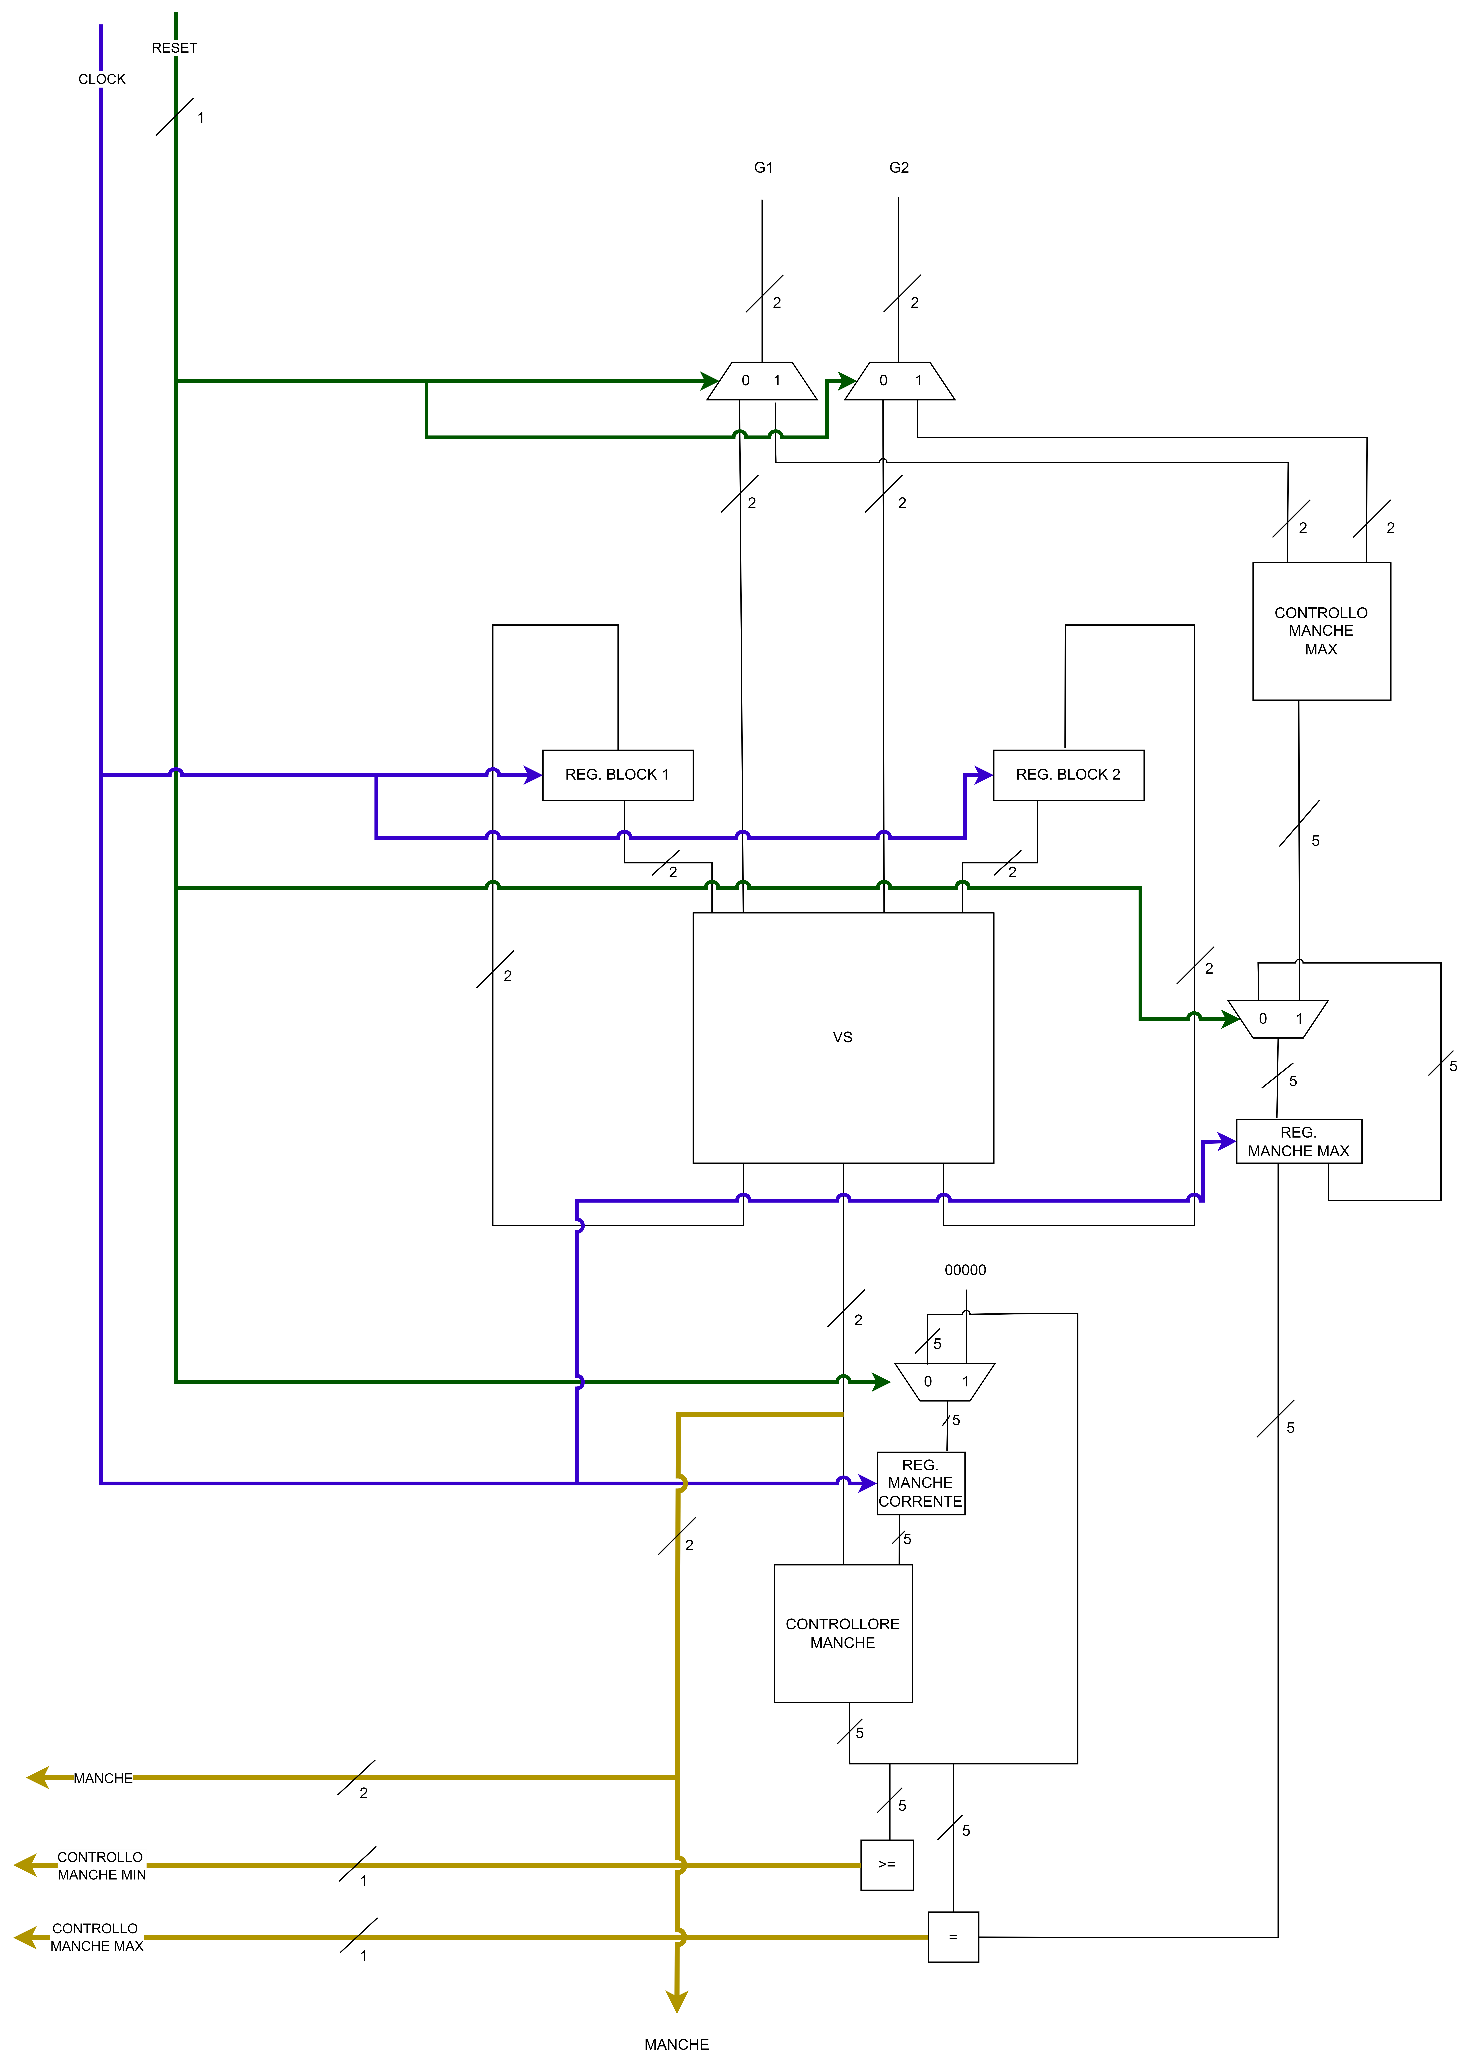 RESET
CLOCK
1
G1
G2
2
2
0 1
0 1
2
2
2
2
CONTROLLO
MANCHE
MAX
REG. BLOCK 1
REG. BLOCK 2
5
2
2
2
2
VS
0 1
5
5
REG.
MANCHE MAX
00000
2
5
0 1
5
5
REG.
MANCHE
CORRENTE
2
5
CONTROLLORE
MANCHE
5
MANCHE
2
5
5
CONTROLLO
MANCHE MIN
1
>=
CONTROLLO
MANCHE MAX
1
=
MANCHE